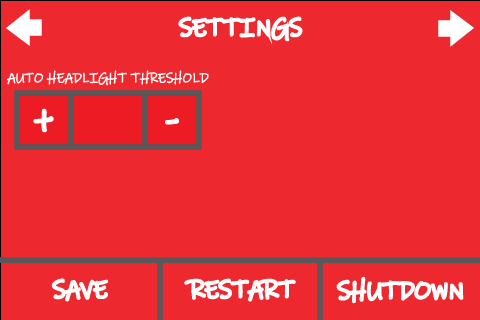 SETTINGS
AUTO HEADLIGHT THRESHOLD
+ -
SAVE RESTART SHUTDOWN